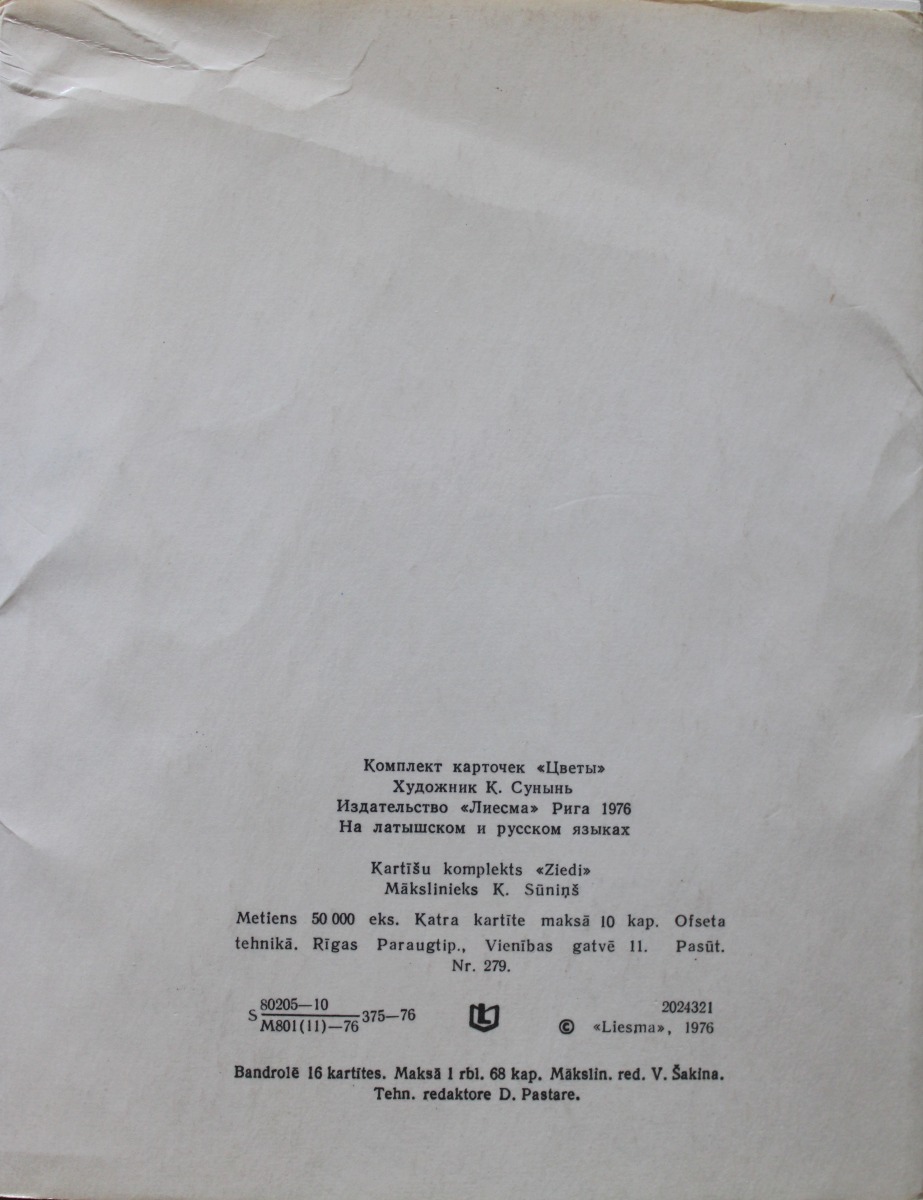 Комплект карточек «Цветы»
Художник К. Сунынь
Издательство «Лиесма» Рига 1976
На латышском и русском языках
Kartīšu komplekts «Ziedi»
Mākslinieks K. Sūniņš
Metiens 50 000 eks. Katra kartīte maksā 10 kap. Ofseta
tehnikā. Rīgas Paraugtip., Vienības gatvē 11. Pasūt.
Nr. 279.
S 80205—10
M801(11)—76 375—76
2024321
© «Liesma», 1976
Bandrolē 16 kartītes. Maksā 1 rbl. 68 kap. Mākslin. red. V. Šakina.
Tehn. redaktore D. Pastare.